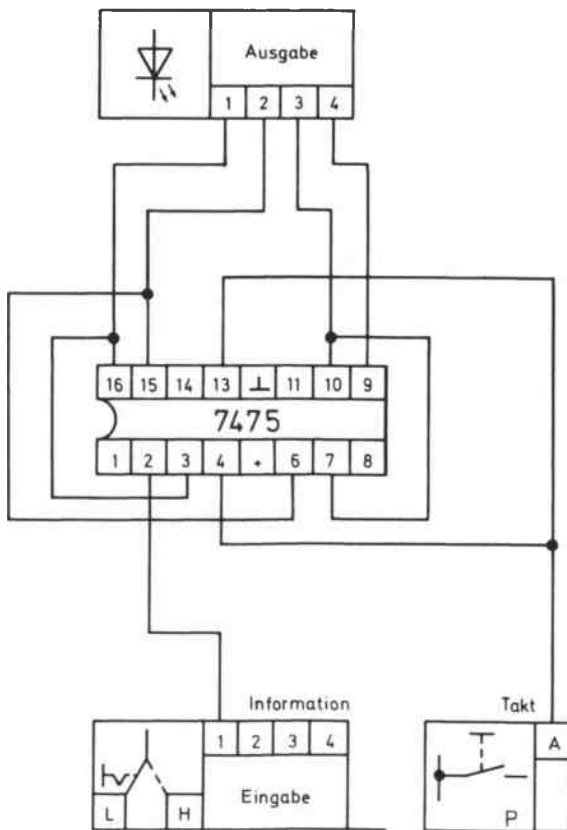 Ausgabe
1 2 3 4
16 15 14 13 ⊥ 11 10 9
7475
1 2 3 4 + 6 7 8
Information
Takt
1 2 3 4
A
Eingabe
L H
P